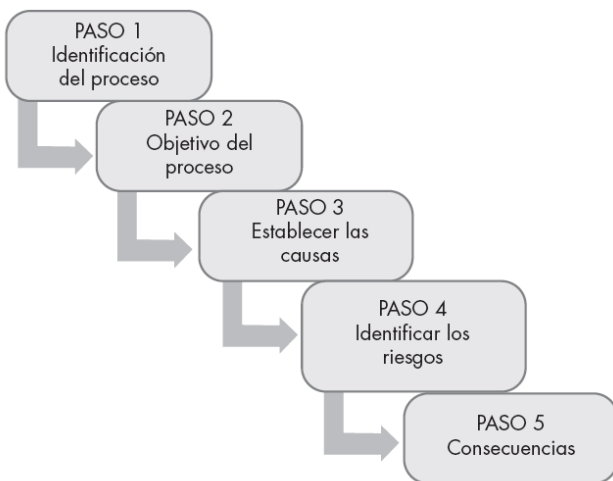 PASO 1
Identificación
del proceso
PASO 2
Objetivo del
proceso
PASO 3
Establecer las
causas
PASO 4
Identificar los
riesgos
PASO 5
Consecuencias